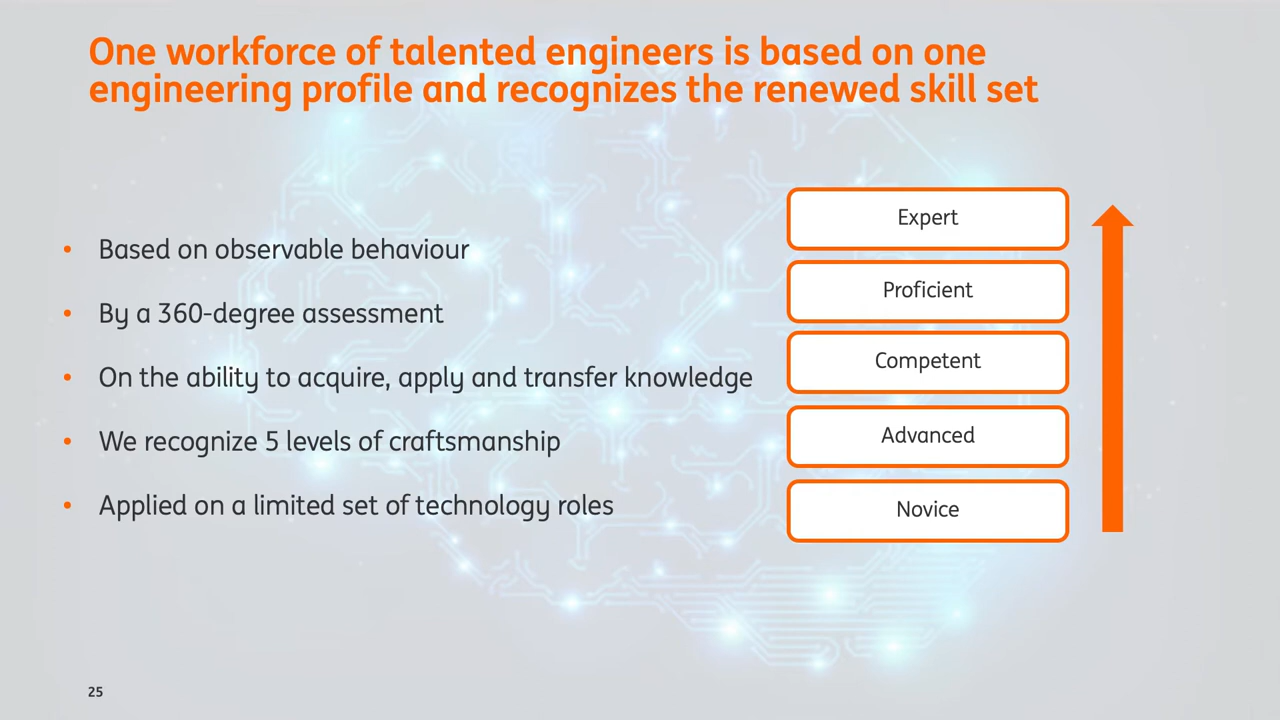 One workforce of talented engineers is based on one
engineering profile and recognizes the renewed skill set
• Based on observable behaviour
• By a 360-degree assessment
• On the ability to acquire, apply and transfer knowledge
• We recognize 5 levels of craftsmanship
• Applied on a limited set of technology roles
Expert
Proficient
Competent
Advanced
Novice
25